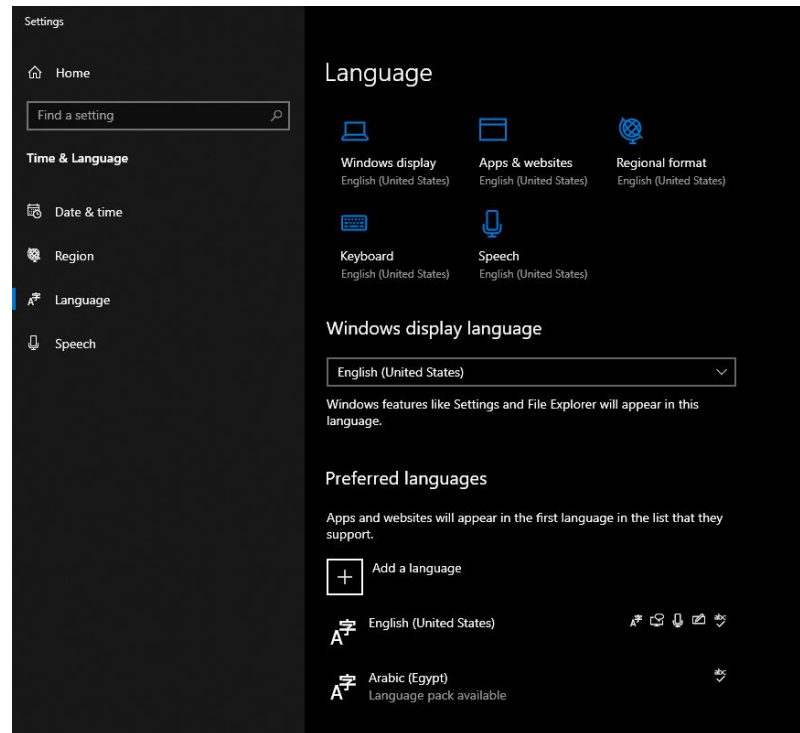 Settings
Home
Find a setting
Time & Language
Date & time
Region
Language
Speech
Language
Windows display
English (United States)
Apps & websites
English (United States)
Regional format
English (United States)
Keyboard
English (United States)
Speech
English (United States)
Windows display language
English (United States)
Windows features like Settings and File Explorer will appear in this
language.
Preferred languages
Apps and websites will appear in the first language in the list that they
support.
Add a language
A字 English (United States)
A字 Arabic (Egypt)
Language pack available